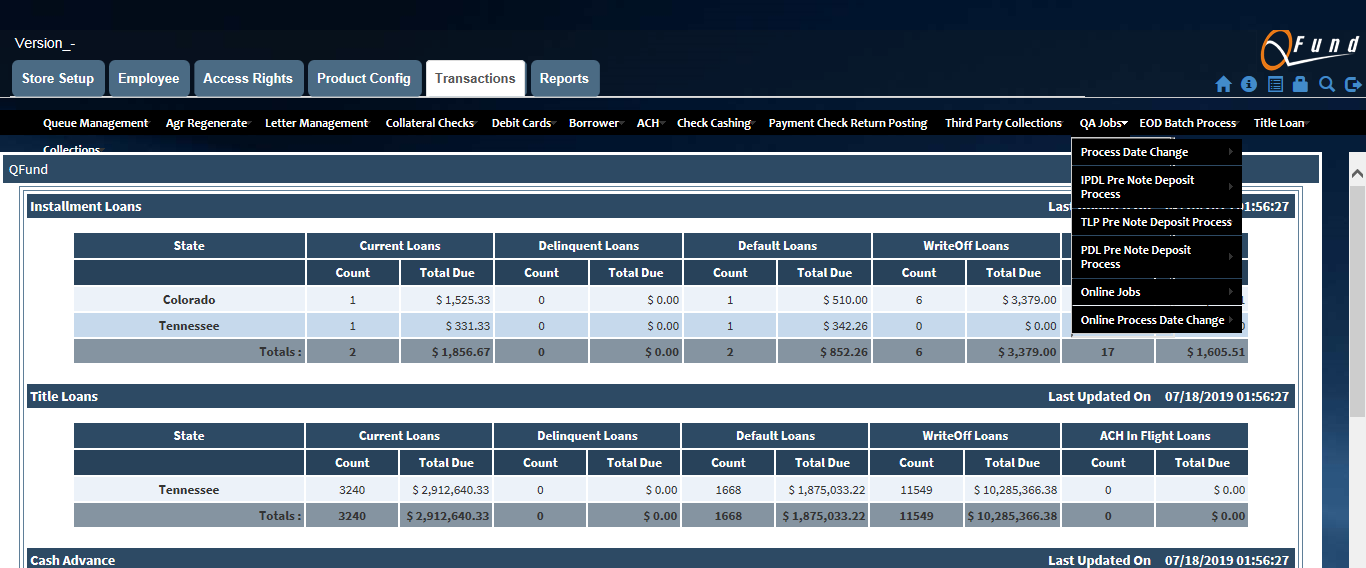 Version_-
QFund
Store Setup Employee Access Rights Product Config Transactions Reports
Queue Management Agr Regenerate Letter Management Collateral Checks Debit Cards Borrower ACH Check Cashing Payment Check Return Posting Third Party Collections QA Jobs EOD Batch Process Title Loan
Collections
Process Date Change
IPDL Pre Note Deposit
Process
TLP Pre Note Deposit Process
PDL Pre Note Deposit
Process
Online Jobs
Online Process Date Change
QFund
Installment Loans Las 1:56:27
State Current Loans Delinquent Loans Default Loans WriteOff Loans
Count Total Due Count Total Due Count Total Due Count Total Due
Colorado 1 $ 1,525.33 0 $ 0.00 1 $ 510.00 6 $ 3,379.00
Tennessee 1 $ 331.33 0 $ 0.00 1 $ 342.26 0 $ 0.00
Totals : 2 $ 1,856.67 0 $ 0.00 2 $ 852.26 6 $ 3,379.00 17 $ 1,605.51
Title Loans Last Updated On 07/18/2019 01:56:27
State Current Loans Delinquent Loans Default Loans WriteOff Loans ACH In Flight Loans
Count Total Due Count Total Due Count Total Due Count Total Due Count Total Due
Tennessee 3240 $ 2,912,640.33 0 $ 0.00 1668 $ 1,875,033.22 11549 $ 10,285,366.38 0 $ 0.00
Totals : 3240 $ 2,912,640.33 0 $ 0.00 1668 $ 1,875,033.22 11549 $ 10,285,366.38 0 $ 0.00
Cash Advance Last Updated On 07/18/2019 01:56:27